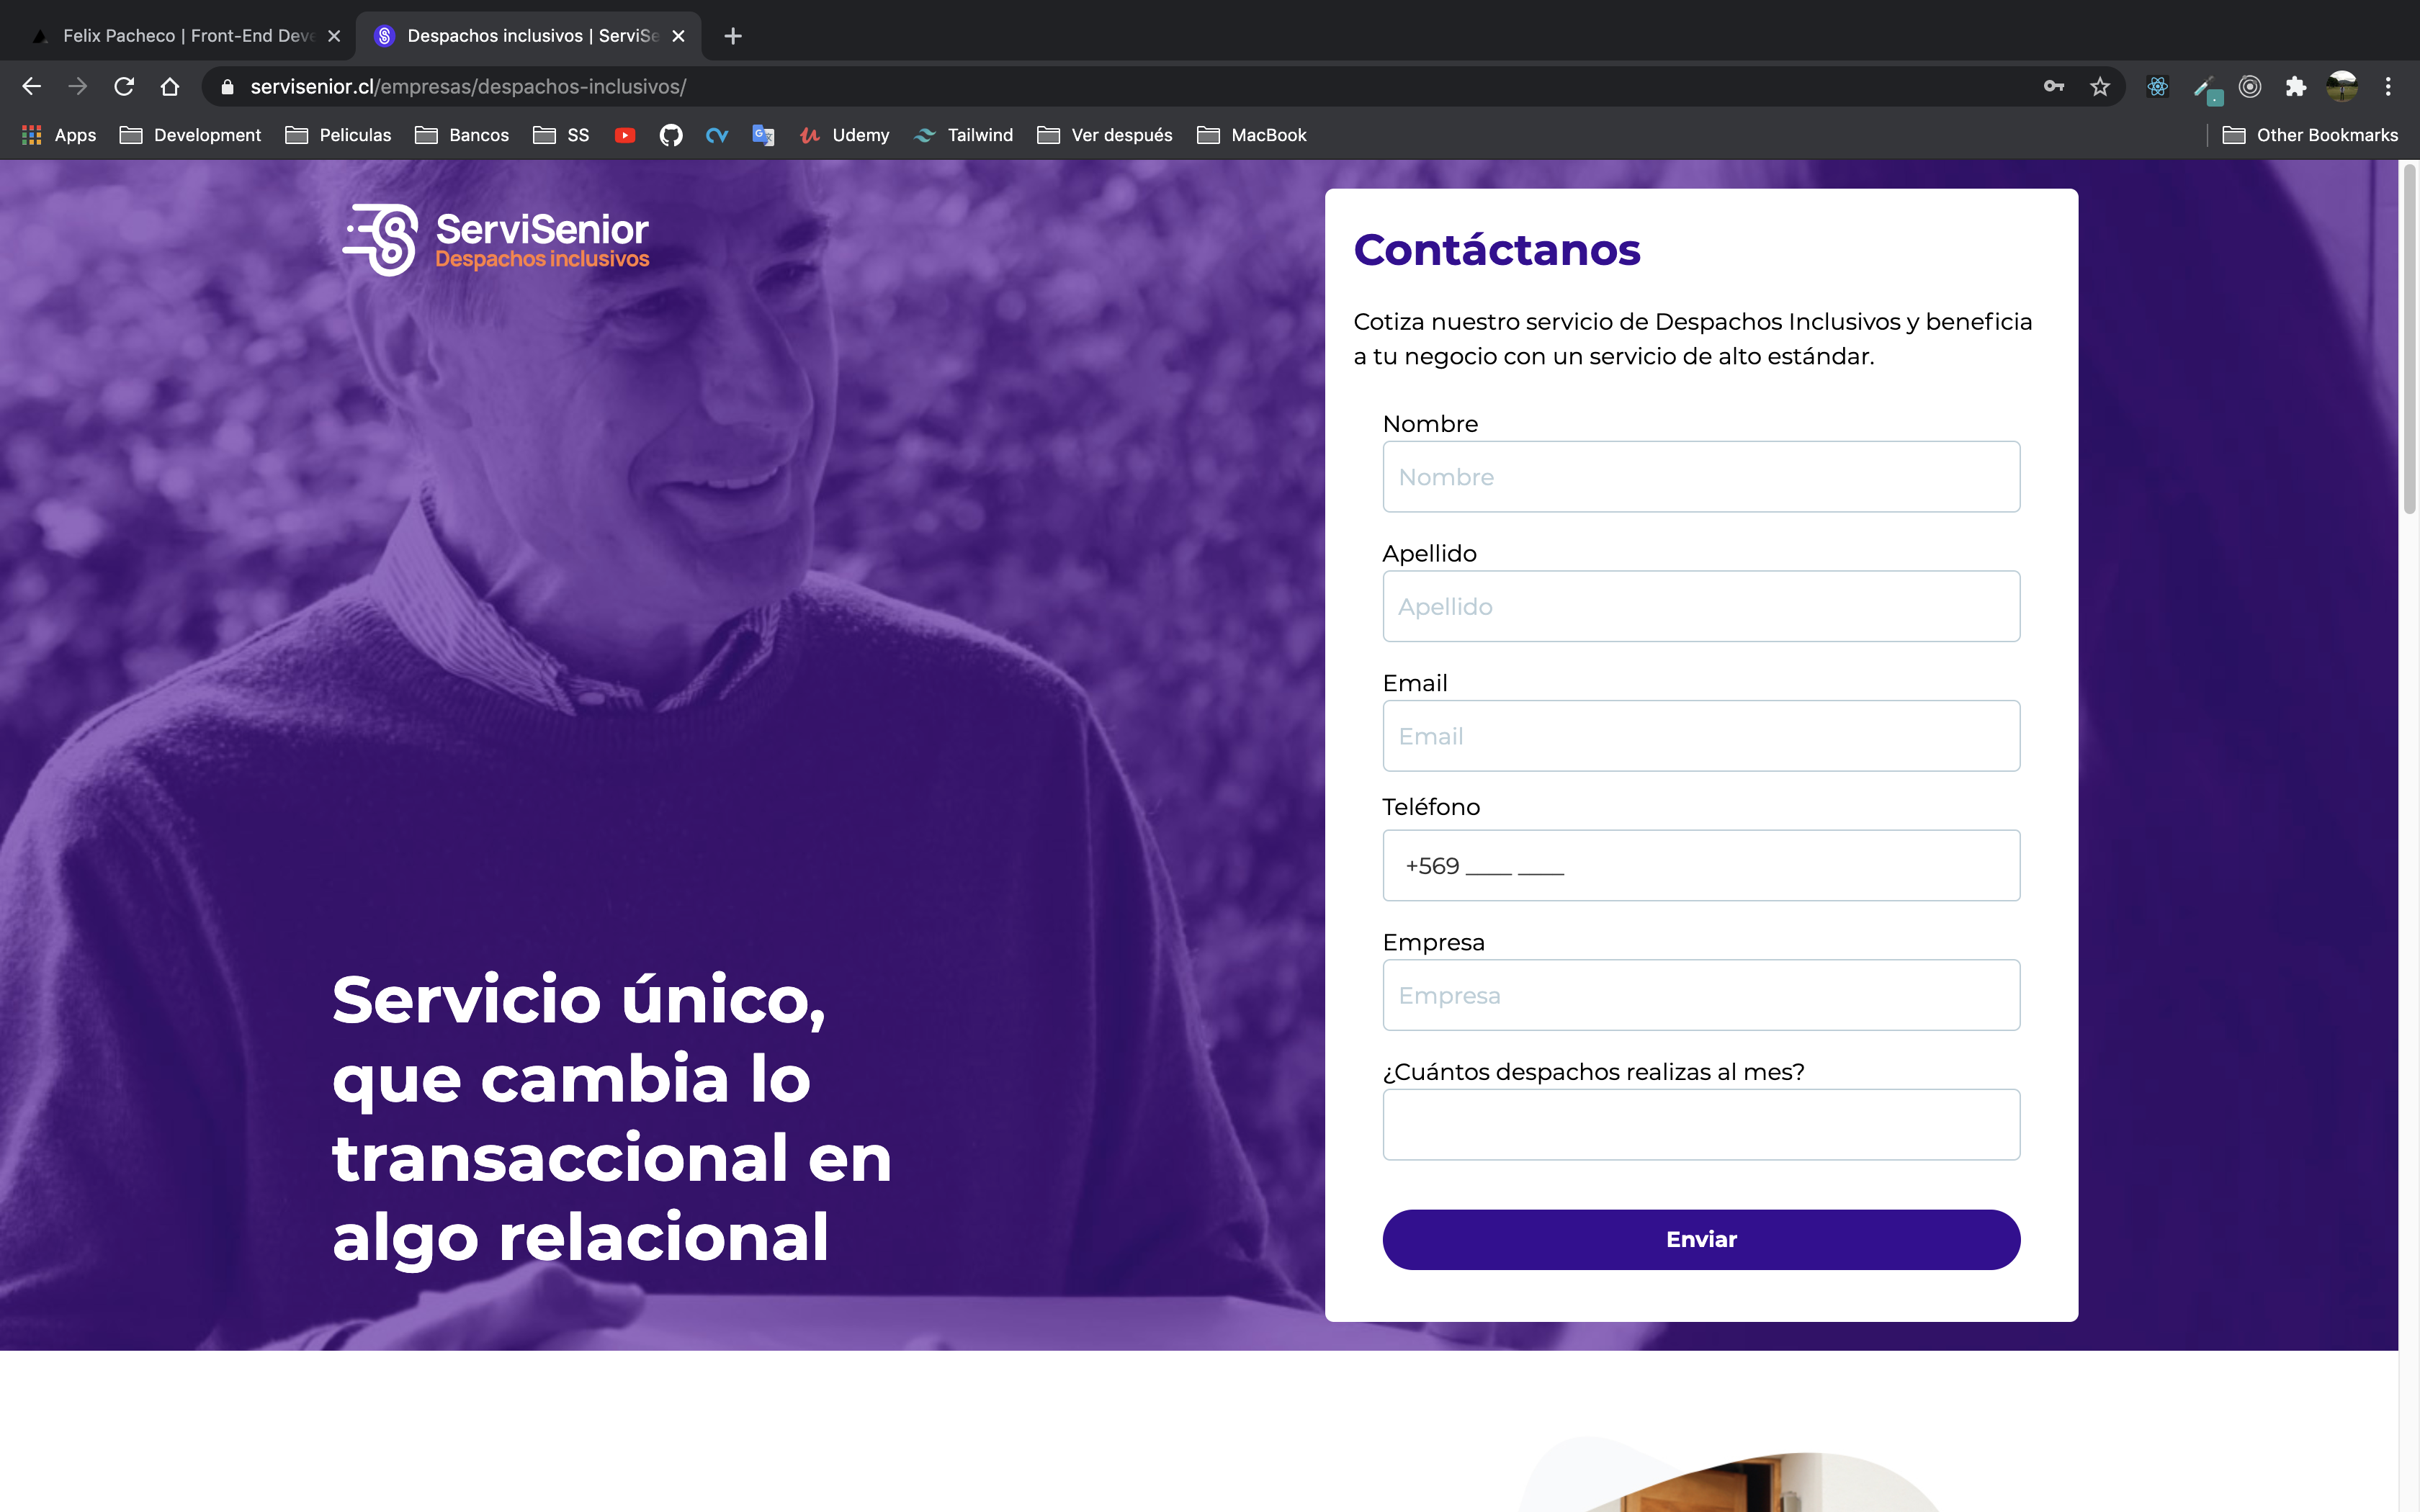 Felix Pacheco | Front-End Deve
Despachos inclusivos | ServiSe
servisenior.cl/empresas/despachos-inclusivos/
Apps
Development
Peliculas
Bancos
SS
Udemy
Tailwind
Ver después
MacBook
Other Bookmarks
ServiSenior
Despachos inclusivos
Servicio único,
que cambia lo
transaccional en
algo relacional
Contáctanos
Cotiza nuestro servicio de Despachos Inclusivos y beneficia
a tu negocio con un servicio de alto estándar.
Nombre
Nombre
Apellido
Apellido
Email
Email
Teléfono
+569 ____ ____
Empresa
Empresa
¿Cuántos despachos realizas al mes?
Enviar